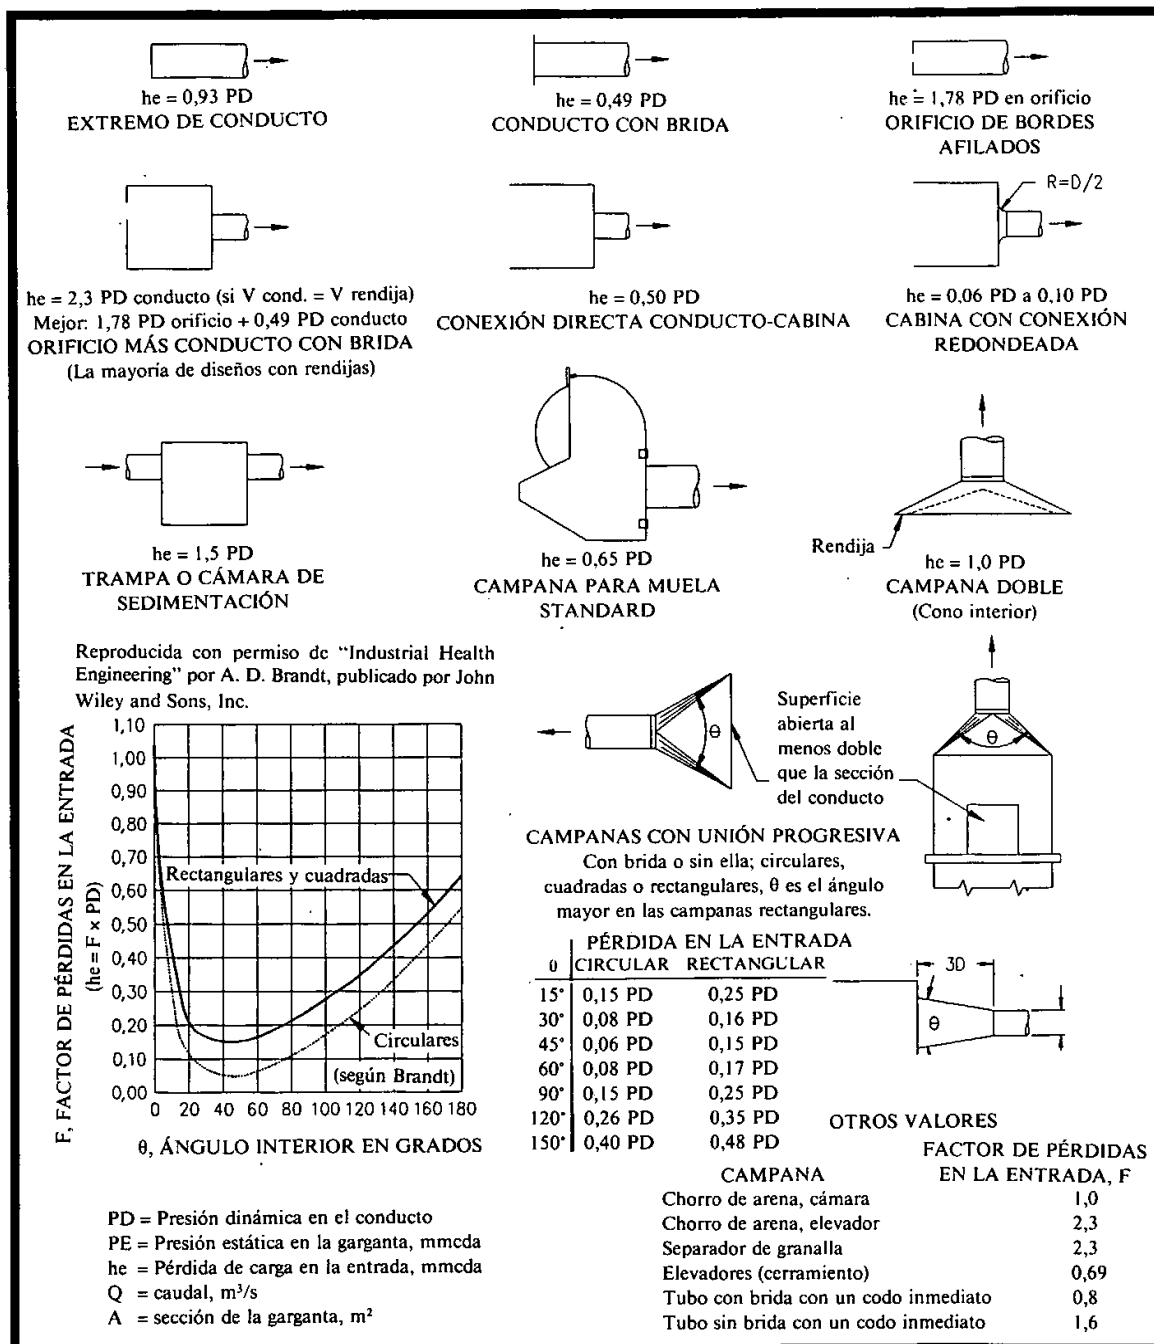 he = 0,93 PD
EXTREMO DE CONDUCTO
he = 0,49 PD
CONDUCTO CON BRIDA
he = 1,78 PD en orificio
ORIFICIO DE BORDES
AFILADOS
he = 2,3 PD conducto (si V cond. = V rendija)
Mejor: 1,78 PD orificio + 0,49 PD conducto
ORIFICIO MÁS CONDUCTO CON BRIDA
(La mayoría de diseños con rendijas)
he = 0,50 PD
CONEXIÓN DIRECTA CONDUCTO-CABINA
R=D/2
he = 0,06 PD a 0,10 PD
CABINA CON CONEXIÓN
REDONDEADA
he = 1,5 PD
TRAMPA O CÁMARA DE
SEDIMENTACIÓN
he = 0,65 PD
CAMPANA PARA MUELA
STANDARD
Rendija
he = 1,0 PD
CAMPANA DOBLE
(Cono interior)
Reproducida con permiso de “Industrial Health
Engineering” por A. D. Brandt, publicado por John
Wiley and Sons, Inc.
F, FACTOR DE PÉRDIDAS EN LA ENTRADA
(he = F x PD)
1,10
1,00
0,90
0,80
0,70
0,60
0,50
0,40
0,30
0,20
0,10
0,00
Rectangulares y cuadradas
Circulares
(según Brandt)
0 20 40 60 80 100 120 140 160 180
θ, ÁNGULO INTERIOR EN GRADOS
θ
Superficie
abierta al
menos doble
que la sección
del conducto
θ
CAMPANAS CON UNIÓN PROGRESIVA
Con brida o sin ella; circulares,
cuadradas o rectangulares, θ es el ángulo
mayor en las campanas rectangulares.
PÉRDIDA EN LA ENTRADA
θ CIRCULAR RECTANGULAR
15° 0,15 PD 0,25 PD
30° 0,08 PD 0,16 PD
45° 0,06 PD 0,15 PD
60° 0,08 PD 0,17 PD
90° 0,15 PD 0,25 PD
120° 0,26 PD 0,35 PD
150° 0,40 PD 0,48 PD
3D
θ
OTROS VALORES
FACTOR DE PÉRDIDAS
CAMPANA EN LA ENTRADA, F
Chorro de arena, cámara 1,0
Chorro de arena, elevador 2,3
Separador de granalla 2,3
Elevadores (cerramiento) 0,69
Tubo con brida con un codo inmediato 0,8
Tubo sin brida con un codo inmediato 1,6
PD = Presión dinámica en el conducto
PE = Presión estática en la garganta, mmcda
he = Pérdida de carga en la entrada, mmcda
Q = caudal, m³/s
A = sección de la garganta, m²